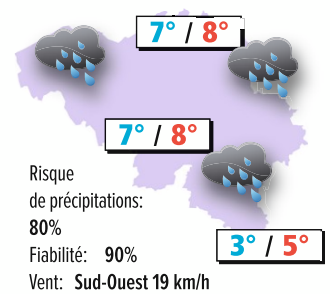 7° / 8°
7° / 8°
Risque
de précipitations:
80%
3° / 5°
Fiabilité: 90%
Vent: Sud-Ouest 19 km/h